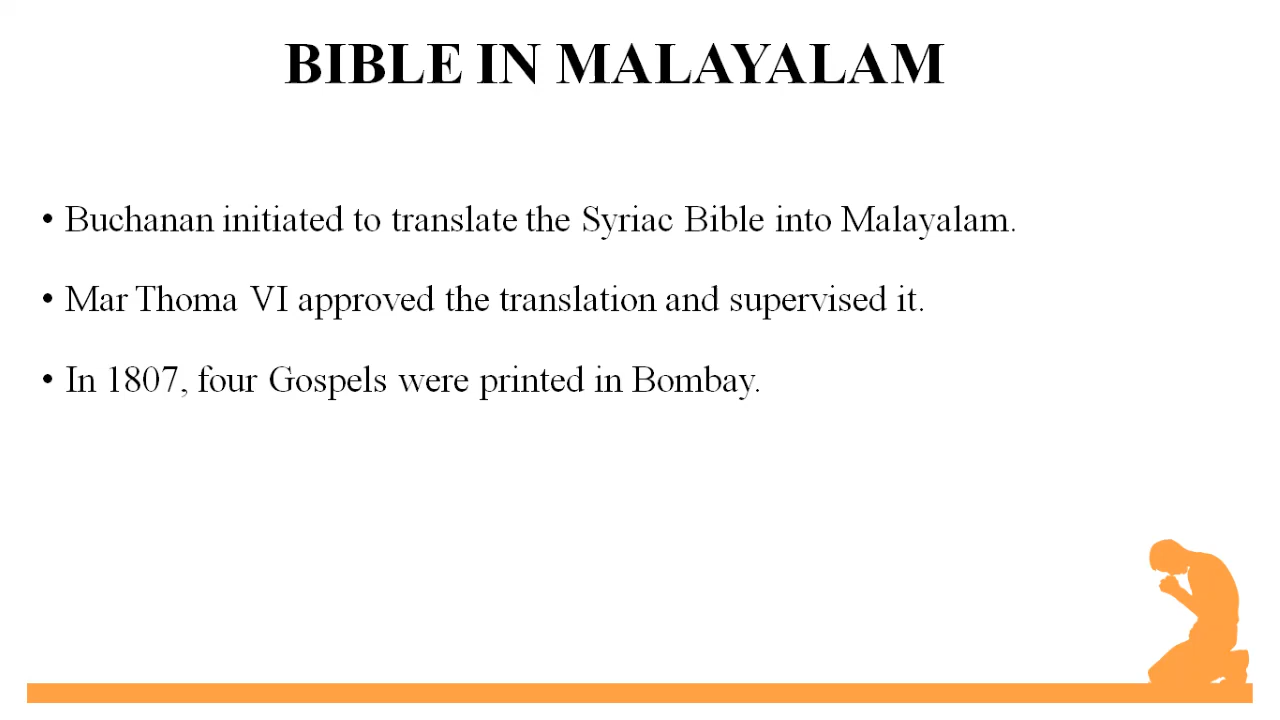 BIBLE IN MALAYALAM
• Buchanan initiated to translate the Syriac Bible into Malayalam.
• Mar Thoma VI approved the translation and supervised it.
• In 1807, four Gospels were printed in Bombay.